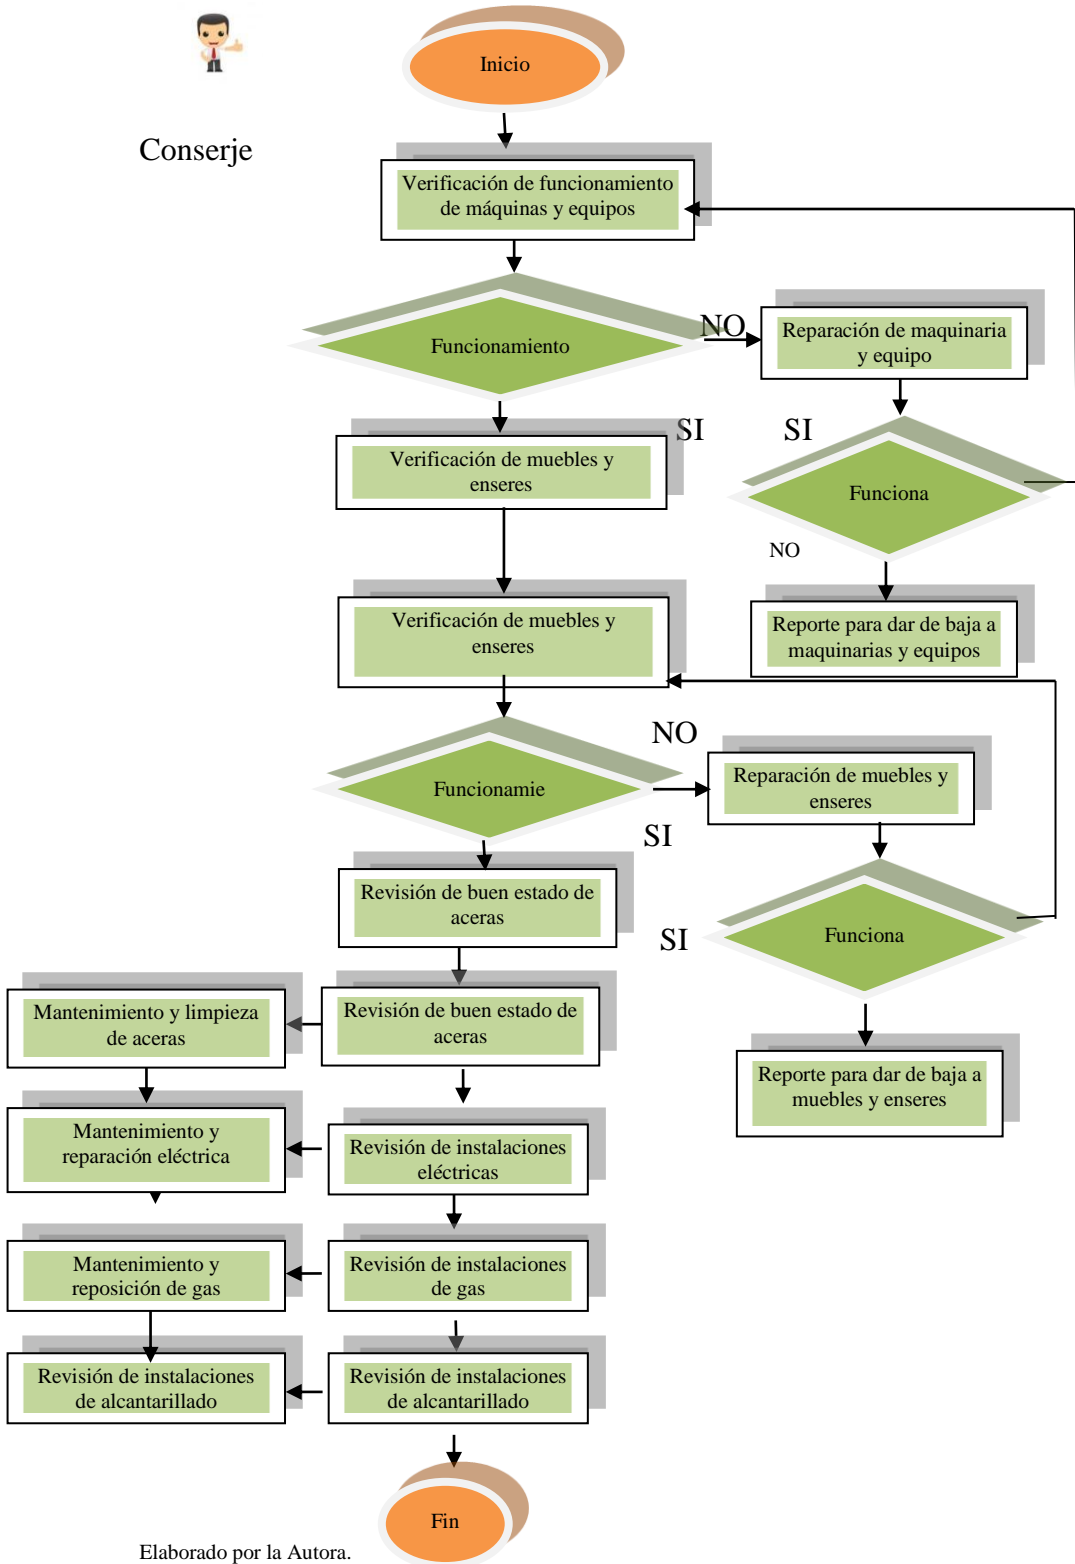 Inicio
Conserje
Verificación de funcionamiento
de máquinas y equipos
Funcionamiento
NO
Reparación de maquinaria
y equipo
SI
SI
Verificación de muebles y
enseres
Funciona
NO
Verificación de muebles y
enseres
Reporte para dar de baja a
maquinarias y equipos
NO
Funcionamie
Reparación de muebles y
enseres
SI
Revisión de buen estado de
aceras
SI
Funciona
Mantenimiento y limpieza
de aceras
Revisión de buen estado de
aceras
Reporte para dar de baja a
muebles y enseres
Mantenimiento y
reparación eléctrica
Revisión de instalaciones
eléctricas
Mantenimiento y
reposición de gas
Revisión de instalaciones
de gas
Revisión de instalaciones
de alcantarillado
Revisión de instalaciones
de alcantarillado
Fin
Elaborado por la Autora.